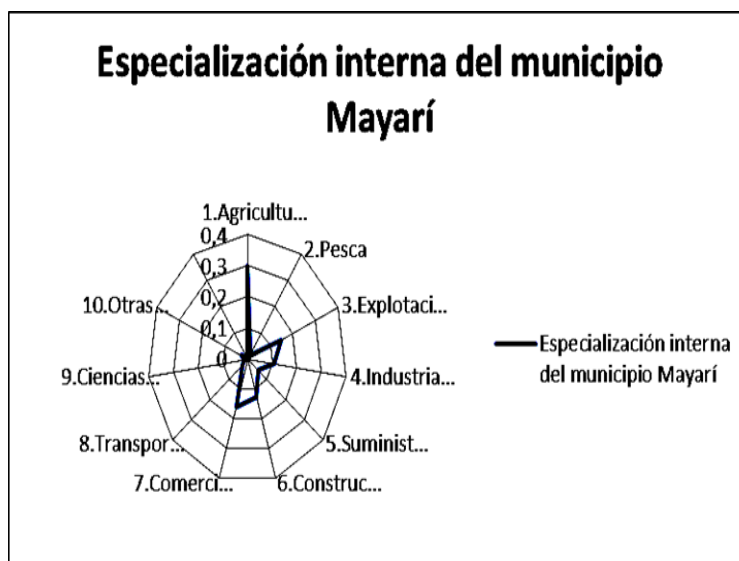 Especialización interna del municipio
Mayarí
1.Agricultu...
0,4
2.Pesca
0,3
10.Otras...
0,2
3.Explotaci...
0,1
0
9.Ciencias...
4.Industria...
8.Transpor...
5.Suminist...
7.Comerci...
6.Construc...
Especialización interna
del municipio Mayarí